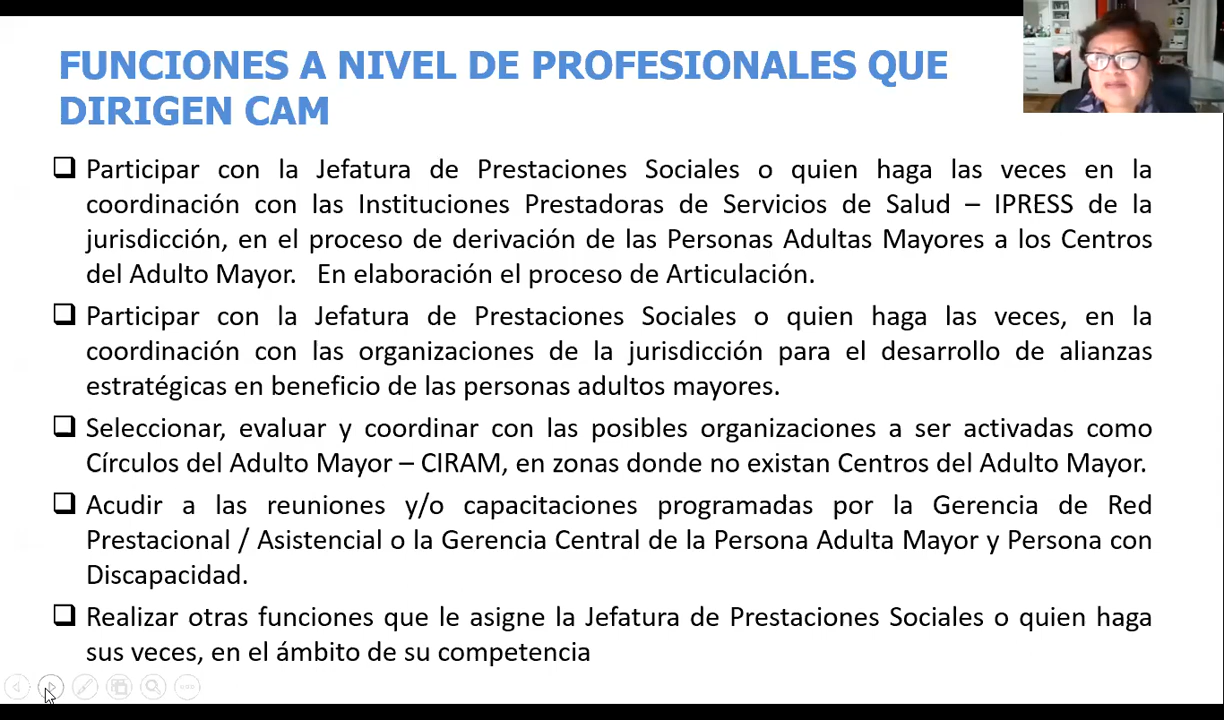 FUNCIONES A NIVEL DE PROFESIONALES QUE
DIRIGEN CAM
Participar con la Jefatura de Prestaciones Sociales o quien haga las veces en la
coordinación con las Instituciones Prestadoras de Servicios de Salud – IPRESS de la
jurisdicción, en el proceso de derivación de las Personas Adultas Mayores a los Centros
del Adulto Mayor. En elaboración el proceso de Articulación.
Participar con la Jefatura de Prestaciones Sociales o quien haga las veces, en la
coordinación con las organizaciones de la jurisdicción para el desarrollo de alianzas
estratégicas en beneficio de las personas adultos mayores.
Seleccionar, evaluar y coordinar con las posibles organizaciones a ser activadas como
Círculos del Adulto Mayor – CIRAM, en zonas donde no existan Centros del Adulto Mayor.
Acudir a las reuniones y/o capacitaciones programadas por la Gerencia de Red
Prestacional / Asistencial o la Gerencia Central de la Persona Adulta Mayor y Persona con
Discapacidad.
Realizar otras funciones que le asigne la Jefatura de Prestaciones Sociales o quien haga
sus veces, en el ámbito de su competencia